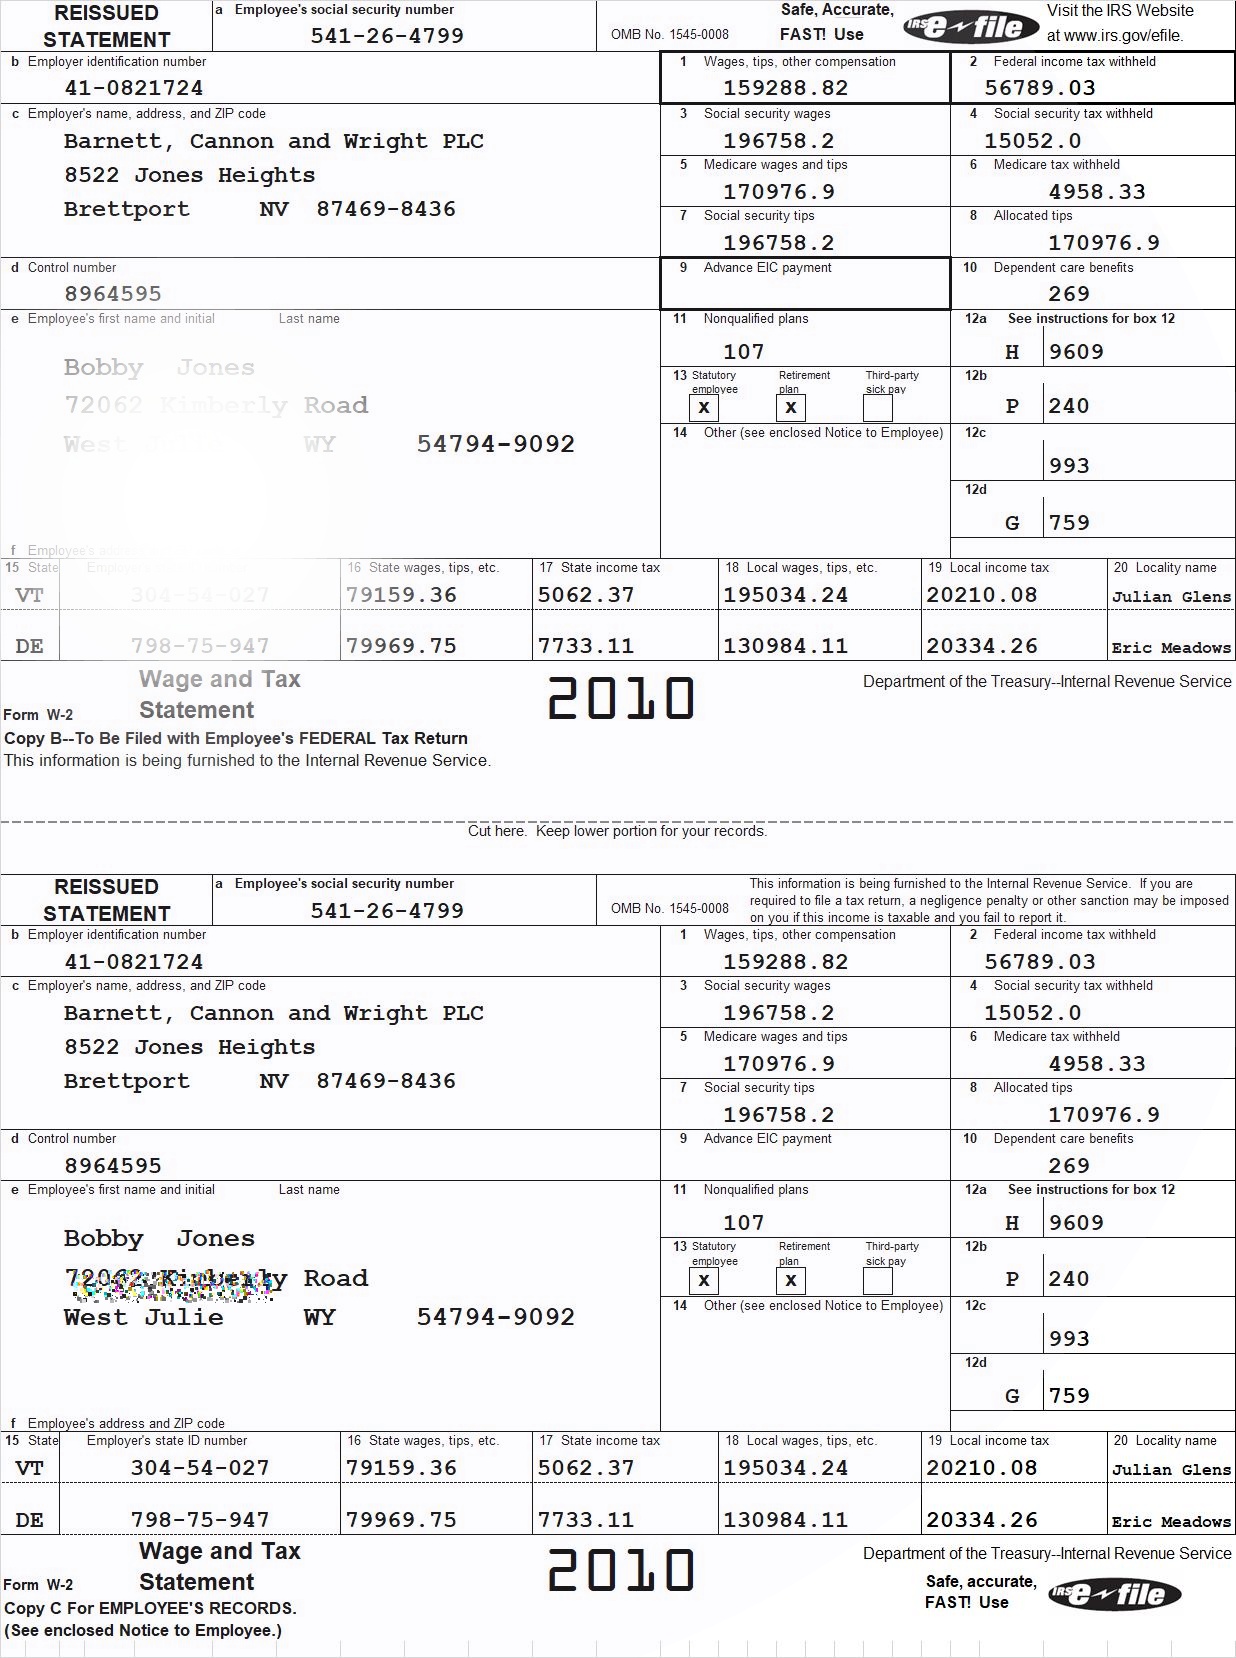 REISSUED STATEMENT
a Employee's social security number
541-26-4799
OMB No. 1545-0008
Safe, Accurate,
FAST! Use
IRS e-file
Visit the IRS Website
at www.irs.gov/efile.
b Employer identification number
41-0821724
1 Wages, tips, other compensation
159288.82
2 Federal income tax withheld
56789.03
c Employer's name, address, and ZIP code
Barnett, Cannon and Wright PLC
8522 Jones Heights
Brettport NV 87469-8436
3 Social security wages
196758.2
4 Social security tax withheld
15052.0
5 Medicare wages and tips
170976.9
6 Medicare tax withheld
4958.33
7 Social security tips
196758.2
8 Allocated tips
170976.9
d Control number
8964595
9 Advance EIC payment
10 Dependent care benefits
269
e Employee's first name and initial Last name
Bobby Jones
72062 Kimberly Road
West Julie WY 54794-9092
11 Nonqualified plans
107
12a See instructions for box 12
H 9609
13 Statutory employee
X
Retirement plan
X
Third-party sick pay
12b
P 240
14 Other (see enclosed Notice to Employee)
12c
993
12d
G 759
f Employee's
15 State
16 State wages, tips, etc.
17 State income tax
18 Local wages, tips, etc.
19 Local income tax
20 Locality name
VT 304-54-027 79159.36 5062.37 195034.24 20210.08 Julian Glens
DE 798-75-947 79969.75 7733.11 130984.11 20334.26 Eric Meadows
Form W-2
Wage and Tax
Statement
2010
Department of the Treasury--Internal Revenue Service
Copy B--To Be Filed with Employee's FEDERAL Tax Return
This information is being furnished to the Internal Revenue Service.
Cut here. Keep lower portion for your records.
REISSUED STATEMENT
a Employee's social security number
541-26-4799
OMB No. 1545-0008
This information is being furnished to the Internal Revenue Service. If you are
required to file a tax return, a negligence penalty or other sanction may be imposed
on you if this income is taxable and you fail to report it.
b Employer identification number
41-0821724
1 Wages, tips, other compensation
159288.82
2 Federal income tax withheld
56789.03
c Employer's name, address, and ZIP code
Barnett, Cannon and Wright PLC
8522 Jones Heights
Brettport NV 87469-8436
3 Social security wages
196758.2
4 Social security tax withheld
15052.0
5 Medicare wages and tips
170976.9
6 Medicare tax withheld
4958.33
7 Social security tips
196758.2
8 Allocated tips
170976.9
d Control number
8964595
9 Advance EIC payment
10 Dependent care benefits
269
e Employee's first name and initial Last name
Bobby Jones
72062 Kimberly Road
West Julie WY 54794-9092
11 Nonqualified plans
107
12a See instructions for box 12
H 9609
13 Statutory employee
X
Retirement plan
X
Third-party sick pay
12b
P 240
14 Other (see enclosed Notice to Employee)
12c
993
12d
G 759
f Employee's address and ZIP code
15 State Employer's state ID number
16 State wages, tips, etc.
17 State income tax
18 Local wages, tips, etc.
19 Local income tax
20 Locality name
VT 304-54-027 79159.36 5062.37 195034.24 20210.08 Julian Glens
DE 798-75-947 79969.75 7733.11 130984.11 20334.26 Eric Meadows
Form W-2
Wage and Tax
Statement
2010
Department of the Treasury--Internal Revenue Service
Safe, accurate,
FAST! Use
IRS e-file
Copy C For EMPLOYEE'S RECORDS.
(See enclosed Notice to Employee.)